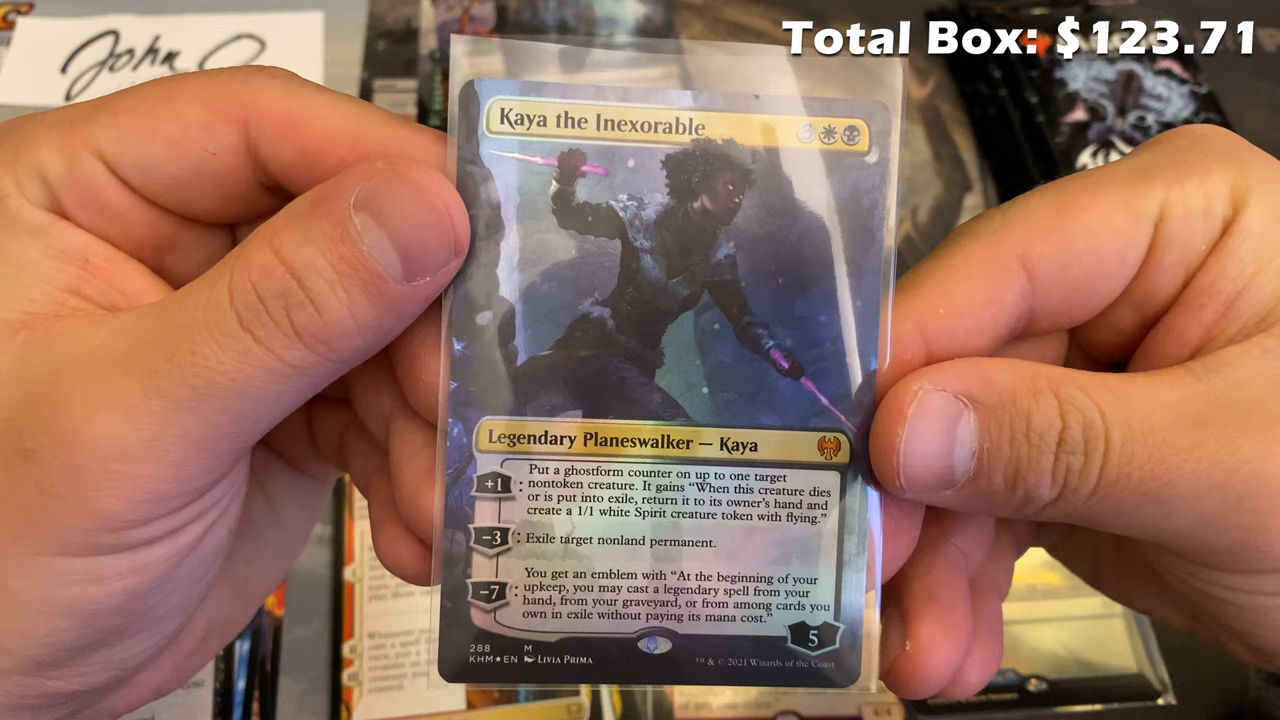 John O
Total Box: $123.71
Kaya the Inexorable
3
Legendary Planeswalker — Kaya
+1 : Put a ghostform counter on up to one target
nontoken creature. It gains “When this creature dies
or is put into exile, return it to its owner’s hand and
create a 1/1 white Spirit creature token with flying.”
−3 : Exile target nonland permanent.
−7 : You get an emblem with “At the beginning of your
upkeep, you may cast a legendary spell from your
hand, from your graveyard, or from among cards you
own in exile without paying its mana cost.”
5
288 M
KHM★EN LIVIA PRIMA
™ & © 2021 Wizards of the Coast